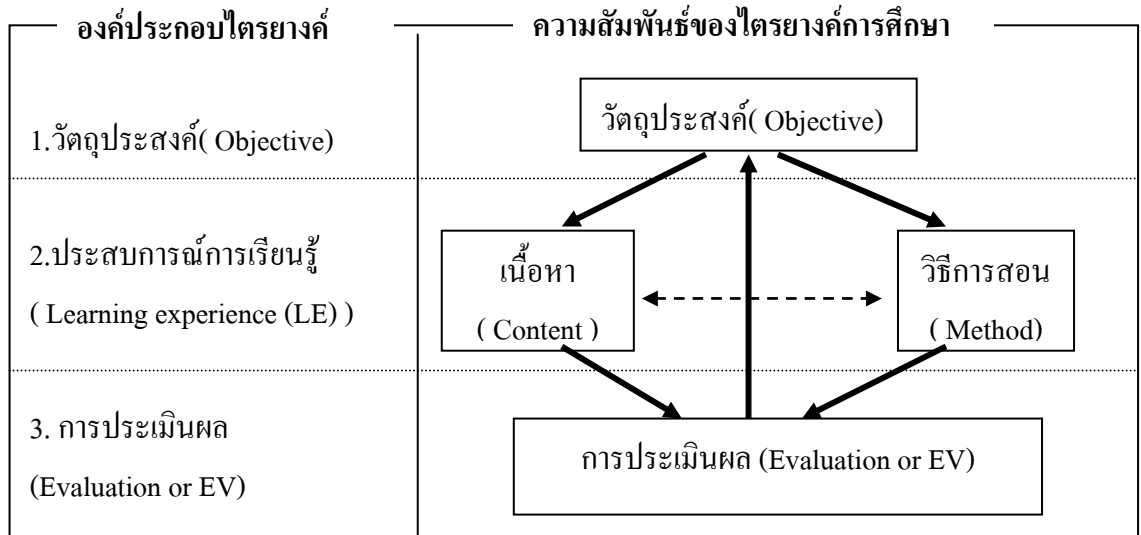 องค์ประกอบไตรยางค์
ความสัมพันธ์ของไตรยางค์การศึกษา
1.วัตถุประสงค์( Objective)
วัตถุประสงค์( Objective)
2.ประสบการณ์การเรียนรู้
( Learning experience (LE) )
เนื้อหา
( Content )
วิธีการสอน
( Method)
3. การประเมินผล
(Evaluation or EV)
การประเมินผล (Evaluation or EV)